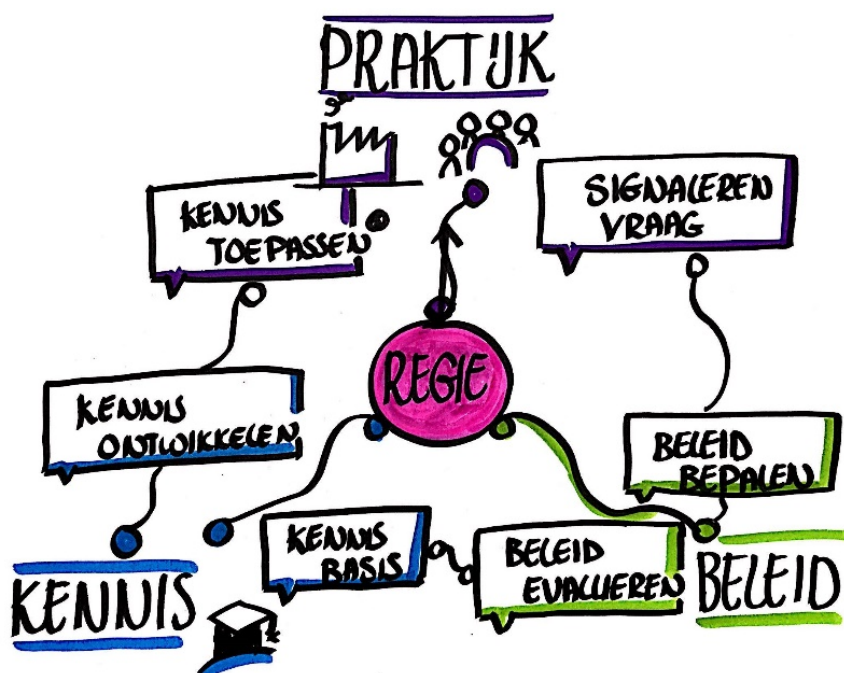 PRAKTIJK
KENNIS
TOEPASSEN
SIGNALEREN
VRAAG
REGIE
KENNIS
ONTWIKKELEN
BELEID
BEPALEN
KENNIS
BASIS
BELEID
EVALUEREN
KENNIS
BELEID